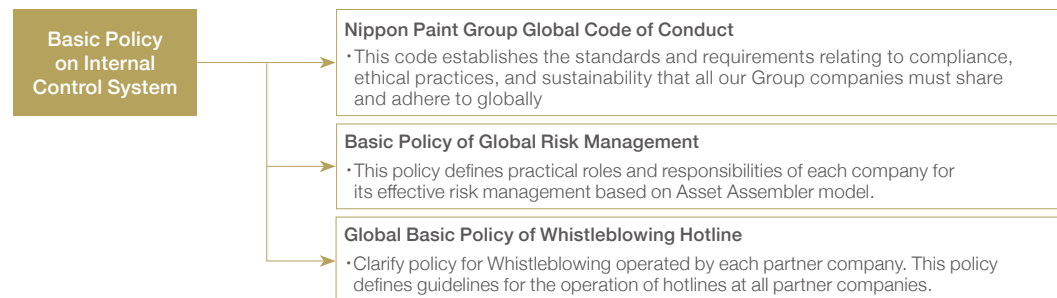 Basic Policy
on Internal
Control System
Nippon Paint Group Global Code of Conduct
・This code establishes the standards and requirements relating to compliance,
ethical practices, and sustainability that all our Group companies must share
and adhere to globally
Basic Policy of Global Risk Management
・This policy defines practical roles and responsibilities of each company for
its effective risk management based on Asset Assembler model.
Global Basic Policy of Whistleblowing Hotline
・Clarify policy for Whistleblowing operated by each partner company. This policy
defines guidelines for the operation of hotlines at all partner companies.